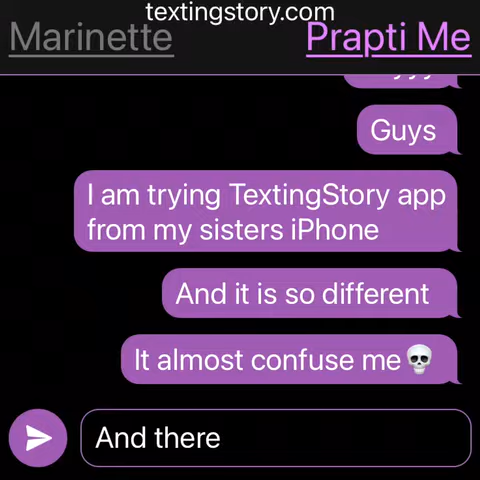 textingstory.com
Marinette
Prapti Me
Guys
I am trying TextingStory app
from my sisters iPhone
And it is so different
It almost confuse me💀
And there